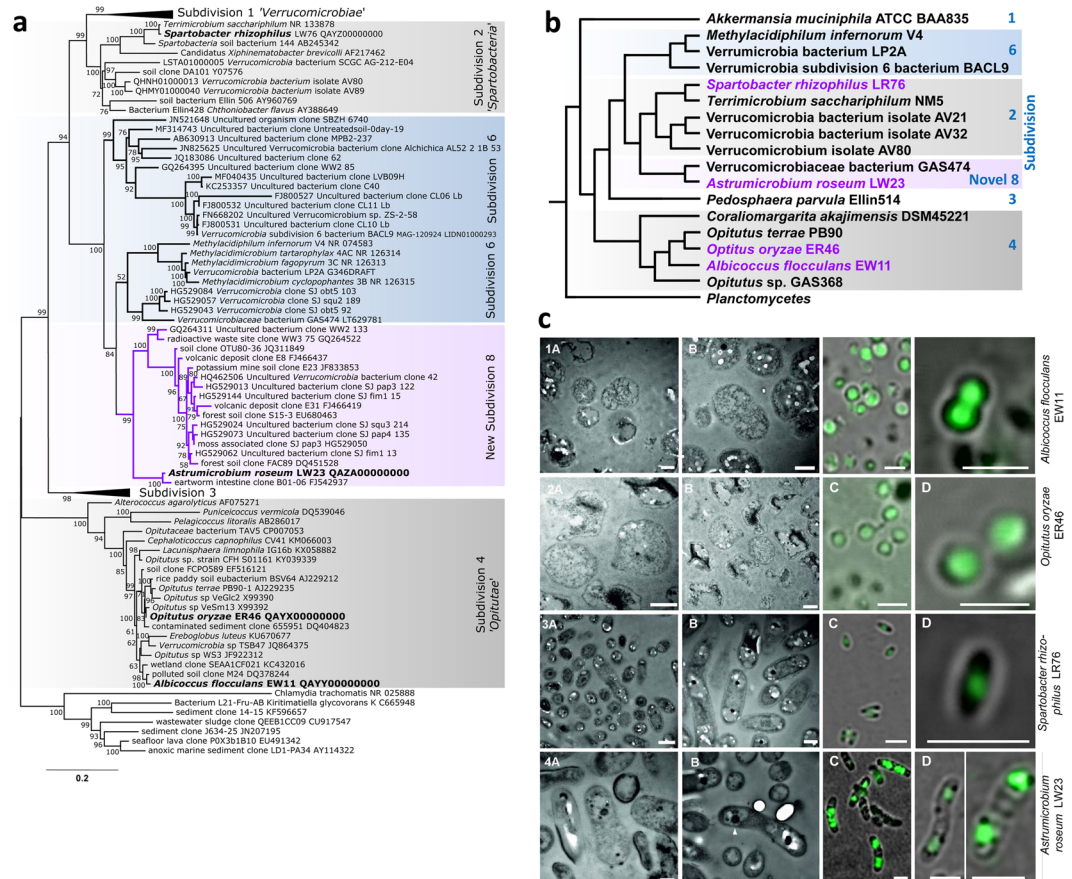 a
Subdivision 1 'Verrucomicrobiae'
Terrimicrobium sacchariphilum NR 133878
Spartobacter rhizophilus LW76 QAYZ00000000
Spartobacteria soil bacterium 144 AB245342
Candidatus Xiphinematobacter brevicolli AF217462
LSTA01000005 Verrucomicrobia bacterium SCGC AG-212-E04
soil clone DA101 Y07576
QHNH01000013 Verrucomicrobia bacterium isolate AV80
QHMY01000040 Verrucomicrobia bacterium isolate AV89
soil bacterium Ellin 506 AY960769
Bacterium Ellin428 Chthoniobacter flavus AY388649
Subdivision 2
'Spartobacteria'
JN521648 Uncultured organism clone SBZH 6740
MF314743 Uncultured bacterium clone Untreatedsoil-0day-19
AB630913 Uncultured bacterium clone MPB2-237
JN825625 Uncultured Verrucomicrobia bacterium clone Alchichica AL52 2 1B 53
JQ183086 Uncultured bacterium clone 62
GQ264395 Uncultured bacterium clone WW2 85
MF040435 Uncultured bacterium clone LVB09H
KC253357 Uncultured bacterium clone C40
FJ800527 Uncultured bacterium clone CL06 Lb
FJ800532 Uncultured bacterium clone CL11 Lb
FN668202 Uncultured Verrucomicrobium sp. ZS-2-58
FJ800531 Uncultured bacterium clone CL10 Lb
Verrucomicrobia subdivision 6 bacterium BACL9 MAG-120924 LIDN01000293
Subdivision 6
Methylacidiphilum infernorum V4 NR 074583
Methylacidimicrobium tartarophylax 4AC NR 126314
Methylacidimicrobium fagopyrum 3C NR 126313
Verrucomicrobia bacterium LP2A G346DRAFT
Methylacidimicrobium cyclopophantes 3B NR 126315
HG529084 Verrucomicrobia clone SJ obt5 103
HG529057 Verrucomicrobia clone SJ squ2 189
HG529043 Verrucomicrobia clone SJ obt5 92
Verrucomicrobiaceae bacterium GAS474 LT629781
Subdivision 6
GQ264311 Uncultured bacterium clone WW2 133
radioactive waste site clone WW3 75 GQ264522
soil clone OTU80-36 JQ311849
volcanic deposit clone E8 FJ466437
potassium mine soil clone E23 JF833853
HQ462506 Uncultured Verrucomicrobia bacterium clone 42
HG529013 Uncultured bacterium clone SJ pap3 122
HG529144 Uncultured bacterium clone SJ fim1 15
volcanic deposit clone E31 FJ466419
forest soil clone S15-3 EU680463
HG529024 Uncultured bacterium clone SJ squ3 214
HG529073 Uncultured bacterium clone SJ pap4 135
moss associated clone SJ pap3 HG529050
HG529062 Uncultured bacterium clone SJ fim1 13
forest soil clone FAC89 DQ451528
Astrumicrobium roseum LW23 QAZA00000000
eartworm intestine clone B01-06 FJ542937
New Subdivision 8
Subdivision 3
Alterococcus agarolyticus AF075271
Puniceicoccus vermicola DQ539046
Pelagicoccus litoralis AB286017
Opitutaceae bacterium TAV5 CP007053
Cephaloticoccus capnophilus CV41 KM066003
Lacunisphaera limnophila IG16b KX058882
Opitutus sp. strain CFH S01161 KY039339
soil clone FCPO589 EF516121
rice paddy soil eubacterium BSV64 AJ229212
Opitutus terrae PB90-1 AJ229235
Opitutus sp VeGlc2 X99390
Opitutus sp VeSm13 X99392
Opitutus oryzae ER46 QAYX00000000
contaminated sediment clone 655951 DQ404823
Ereboglobus luteus KU670677
Verrucomicrobia sp TSB47 JQ864375
Opitutus sp WS3 JF922312
wetland clone SEAA1CF021 KC432016
polluted soil clone M24 DQ378244
Albicoccus flocculans EW11 QAYY00000000
Subdivision 4
'Opitutae'
Chlamydia trachomatis NR 025888
Bacterium L21-Fru-AB Kiritimatiella glycovorans K C665948
sediment clone 14-15 KF596657
wastewater sludge clone QEEB1CC09 CU917547
sediment clone J634-25 JN207195
seafloor lava clone P0X3b1B10 EU491342
anoxic marine sediment clone LD1-PA34 AY114322
0.2
b
Akkermansia muciniphila ATCC BAA835
1
Methylacidiphilum infernorum V4
Verrucomicrobia bacterium LP2A
6
Verrucomicrobia subdivision 6 bacterium BACL9
Spartobacter rhizophilus LR76
Terrimicrobium sacchariphilum NM5
Verrucomicrobia bacterium isolate AV21
2
Verrucomicrobia bacterium isolate AV32
Verrucomicrobium isolate AV80
Verrucomicrobiaceae bacterium GAS474
Astrumicrobium roseum LW23
Novel 8
Pedosphaera parvula Ellin514
3
Coraliomargarita akajimensis DSM45221
Opitutus terrae PB90
Optitus oryzae ER46
4
Albicoccus flocculans EW11
Opitutus sp. GAS368
Planctomycetes
Subdivision
c
1A
B
Albicoccus flocculans
EW11
2A
B
C
D
Opitutus oryzae
ER46
3A
B
C
D
Spartobacter rhizo-
philus LR76
4A
B
C
D
Astrumicrobium
roseum LW23